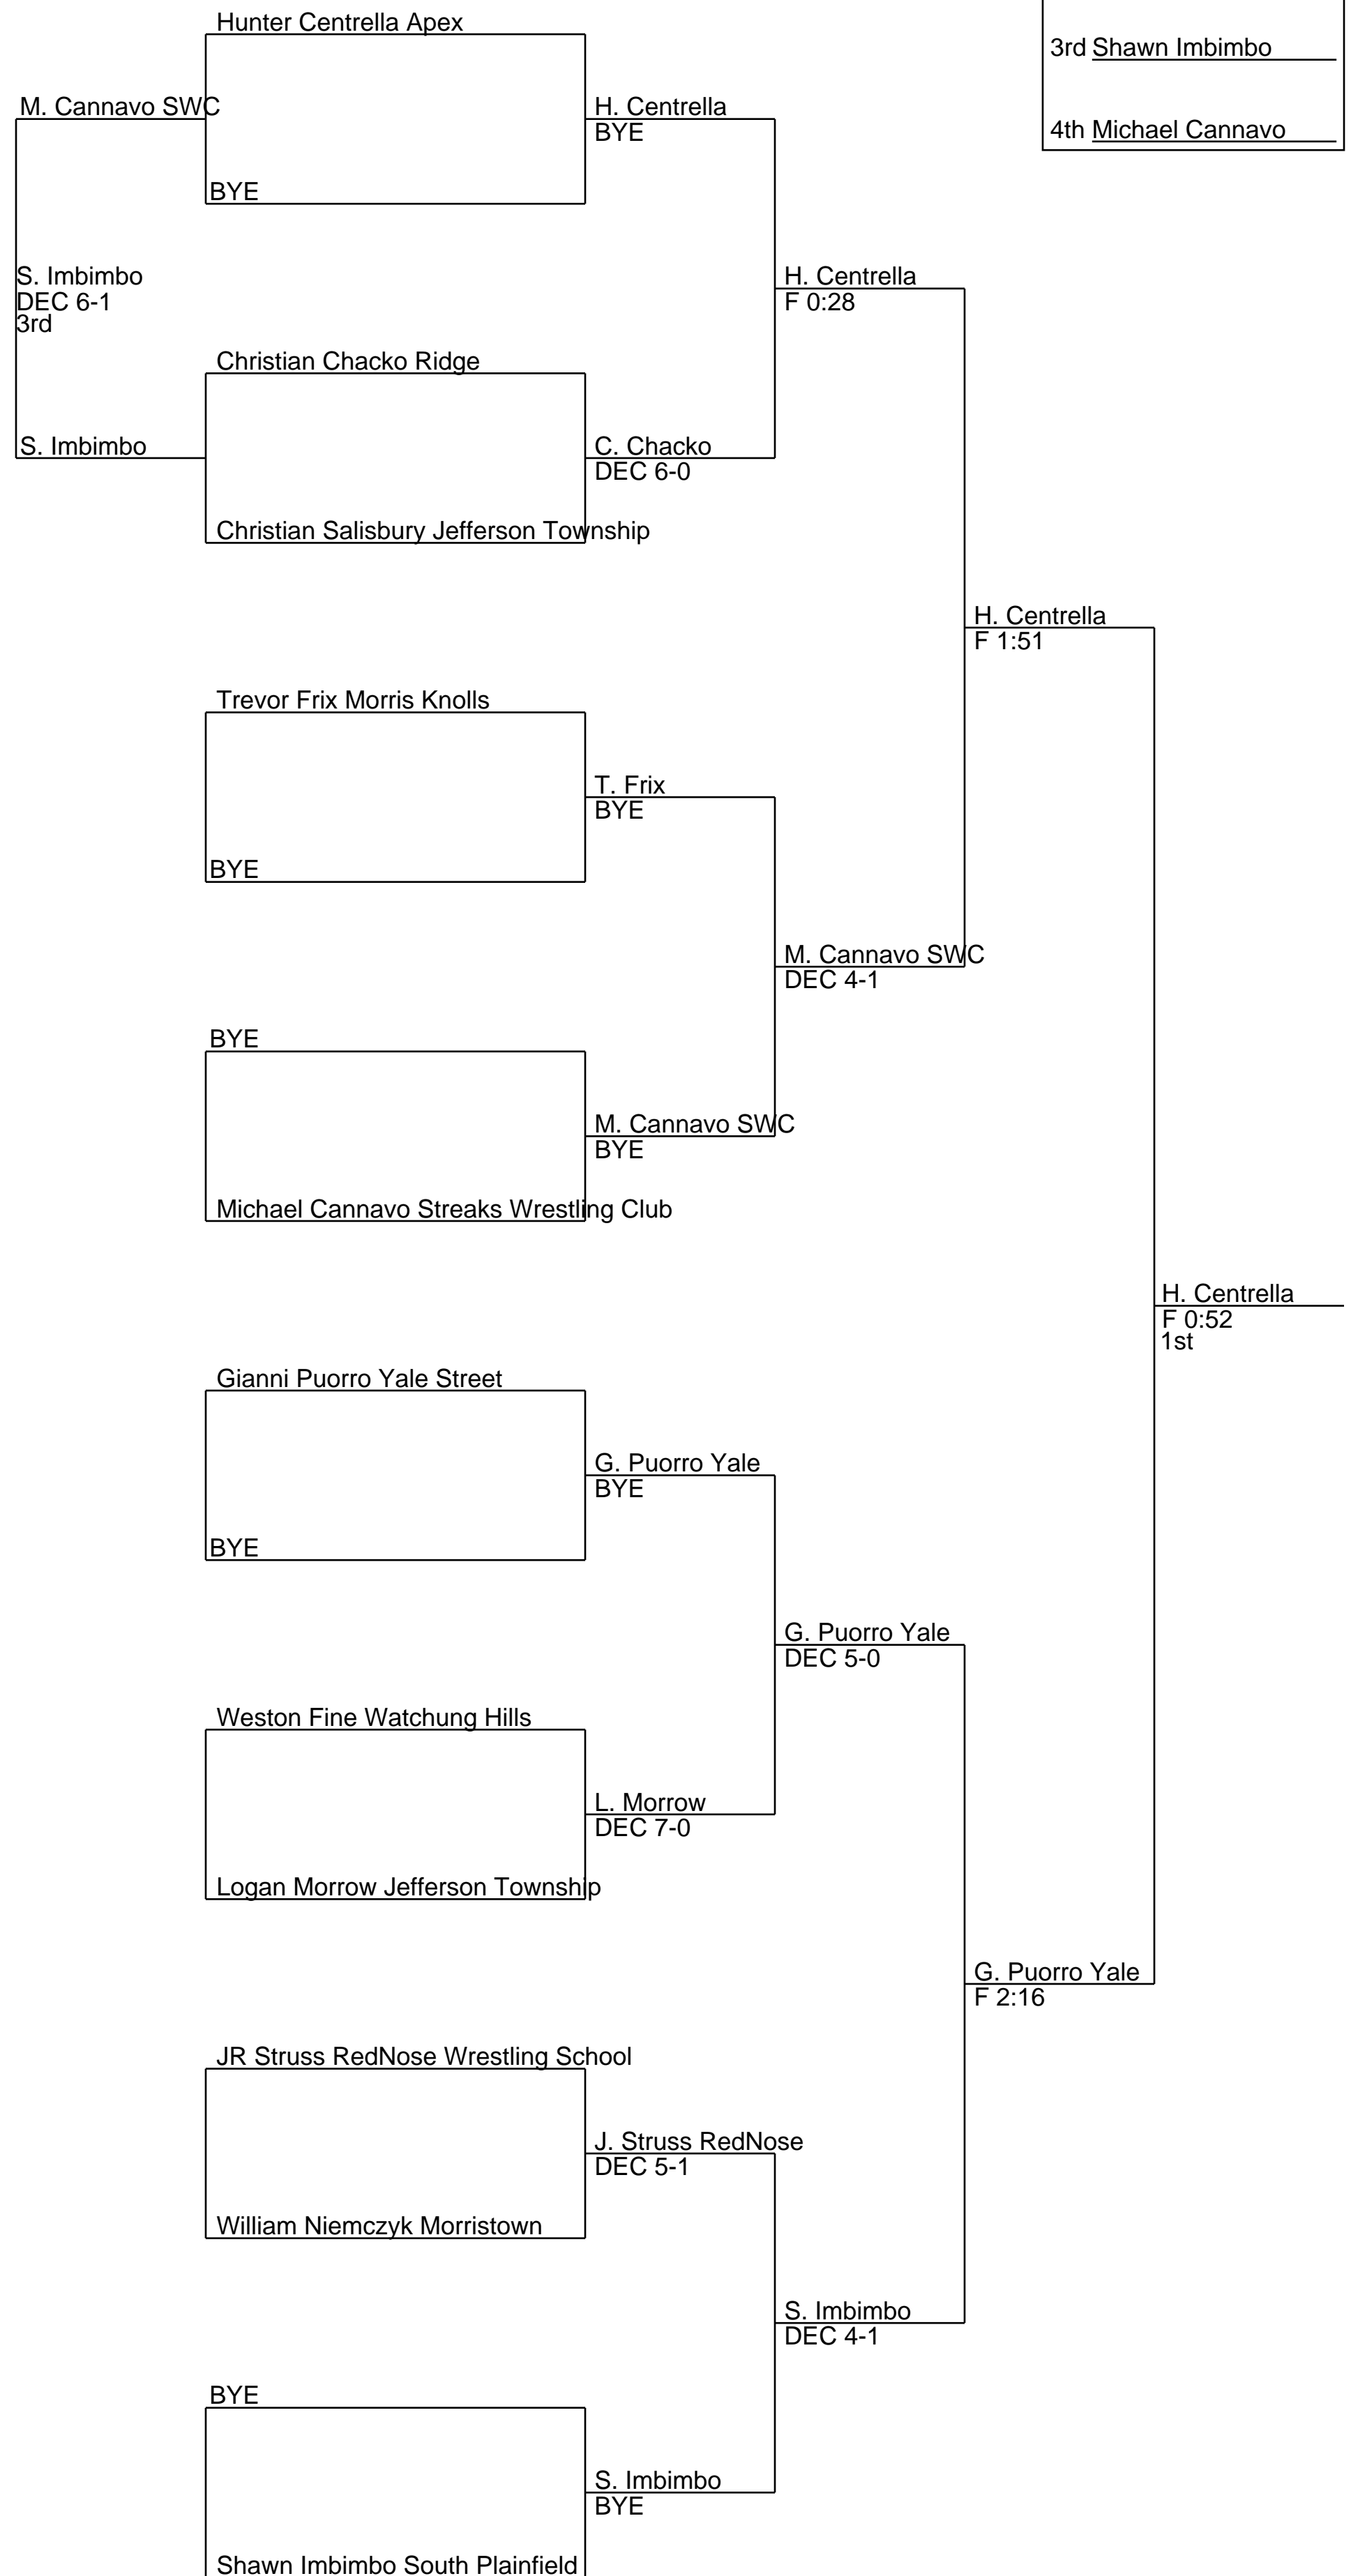 Hunter Centrella Apex
3rd Shawn Imbimbo
M. Cannavo SWC
H. Centrella
BYE
4th Michael Cannavo
BYE
S. Imbimbo
DEC 6-1
3rd
H. Centrella
F 0:28
Christian Chacko Ridge
S. Imbimbo
C. Chacko
DEC 6-0
Christian Salisbury Jefferson Township
H. Centrella
F 1:51
Trevor Frix Morris Knolls
T. Frix
BYE
BYE
M. Cannavo SWC
DEC 4-1
BYE
M. Cannavo SWC
BYE
Michael Cannavo Streaks Wrestling Club
H. Centrella
F 0:52
1st
Gianni Puorro Yale Street
G. Puorro Yale
BYE
BYE
G. Puorro Yale
DEC 5-0
Weston Fine Watchung Hills
L. Morrow
DEC 7-0
Logan Morrow Jefferson Township
G. Puorro Yale
F 2:16
JR Struss RedNose Wrestling School
J. Struss RedNose
DEC 5-1
William Niemczyk Morristown
S. Imbimbo
DEC 4-1
BYE
S. Imbimbo
BYE
Shawn Imbimbo South Plainfield